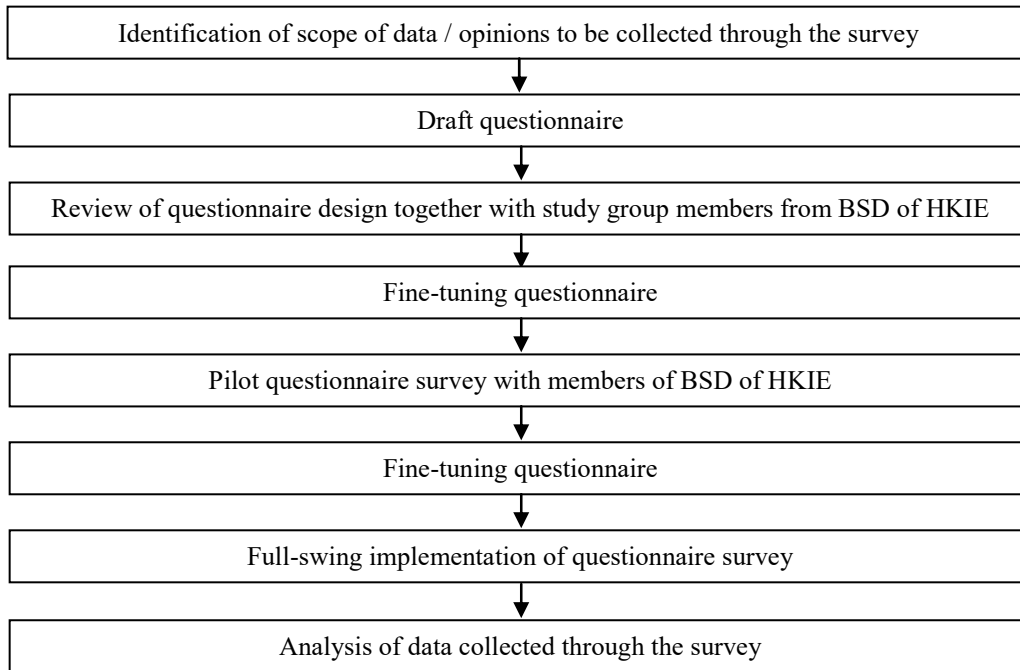 Identification of scope of data / opinions to be collected through the survey
Draft questionnaire
Review of questionnaire design together with study group members from BSD of HKIE
Fine-tuning questionnaire
Pilot questionnaire survey with members of BSD of HKIE
Fine-tuning questionnaire
Full-swing implementation of questionnaire survey
Analysis of data collected through the survey